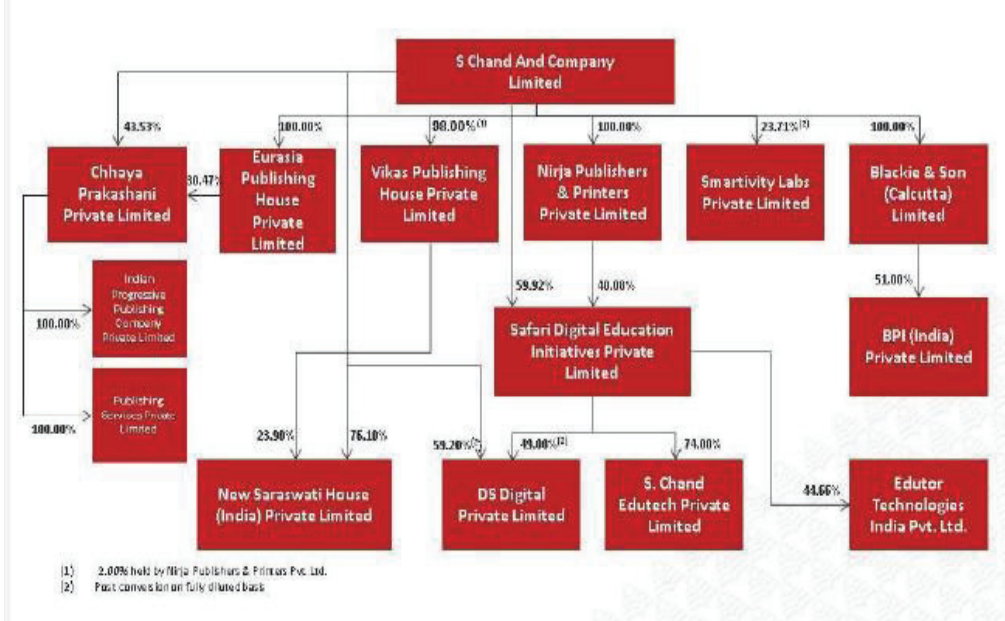 S Chand And Company
Limited
43.53%
100.00%
98.00%(1)
100.00%
23.71%(2)
100.00%
Chhaya
Prakashani
Private Limited
30.47%
Eurasia
Publishing
House
Private
Limited
Vikas Publishing
House Private
Limited
Nirja Publishers
& Printers
Private Limited
Smartivity Labs
Private Limited
Blackie & Son
(Calcutta)
Limited
Indian
Progressive
Publishing
Company
Private Limited
100.00%
59.92%
40.00%
51.00%
Safari Digital Education
Initiatives Private
Limited
BPI (India)
Private Limited
Publishing
Services Private
Limited
100.00%
23.90%
76.10%
59.20%
49.00%(2)
74.00%
44.66%
New Saraswati House
(India) Private Limited
DS Digital
Private Limited
S. Chand
Edutech Private
Limited
Edutor
Technologies
India Pvt. Ltd.
(1) 2.00% held by Nirja Publishers & Printers Pvt. Ltd.
(2) Post conversion on fully diluted basis